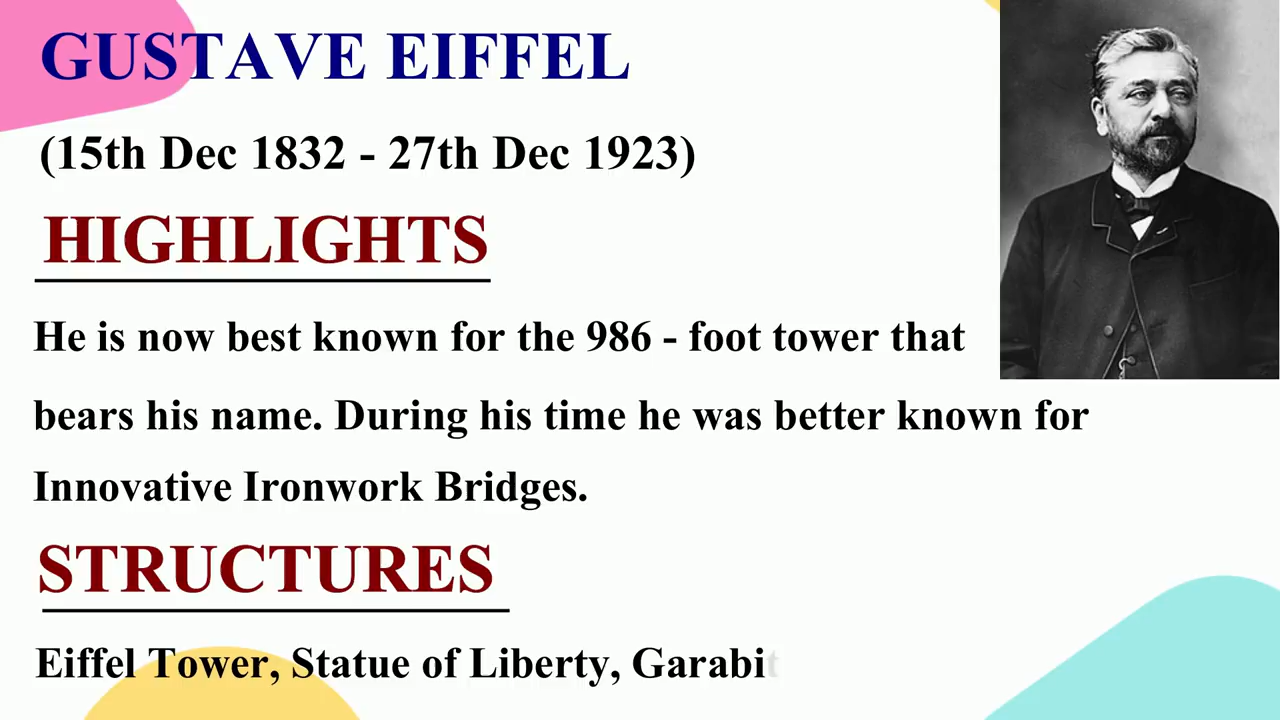 GUSTAVE EIFFEL
(15th Dec 1832 - 27th Dec 1923)
HIGHLIGHTS
He is now best known for the 986 - foot tower that
bears his name. During his time he was better known for
Innovative Ironwork Bridges.
STRUCTURES
Eiffel Tower, Statue of Liberty, Garabit